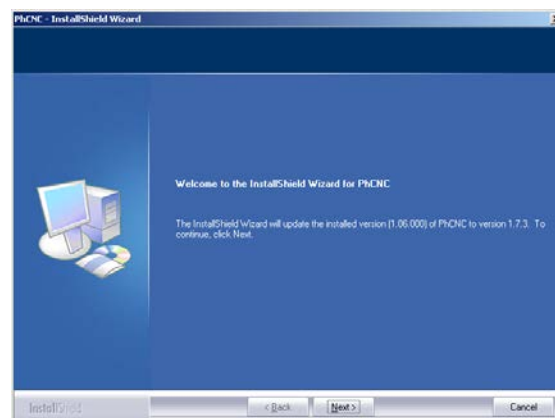 PhCNC - InstallShield Wizard
Welcome to the InstallShield Wizard for PhCNC
The InstallShield Wizard will update the installed version (1.06.000) of PhCNC to version 1.7.3. To
continue, click Next.
InstallShield
< Back
Next >
Cancel